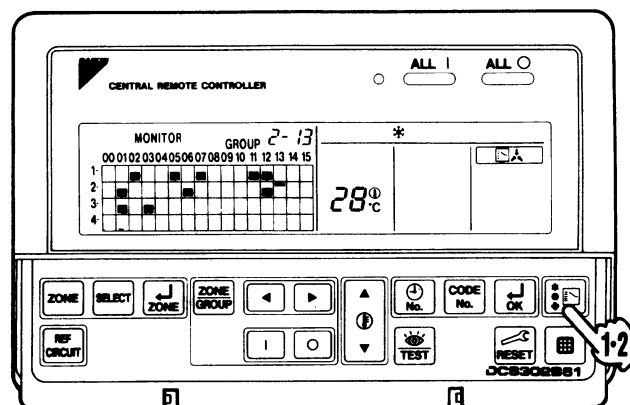 ALL I ALL O
CENTRAL REMOTE CONTROLLER
MONITOR GROUP 2-13
00 01 02 03 04 05 06 07 08 09 10 11 12 13 14 15
1-
2-
3-
4-
28 °C
ZONE SELECT ZONE ZONE GROUP No. CODE No. OK
REF CIRCUIT I O TEST RESET
1·2
DCS302B61